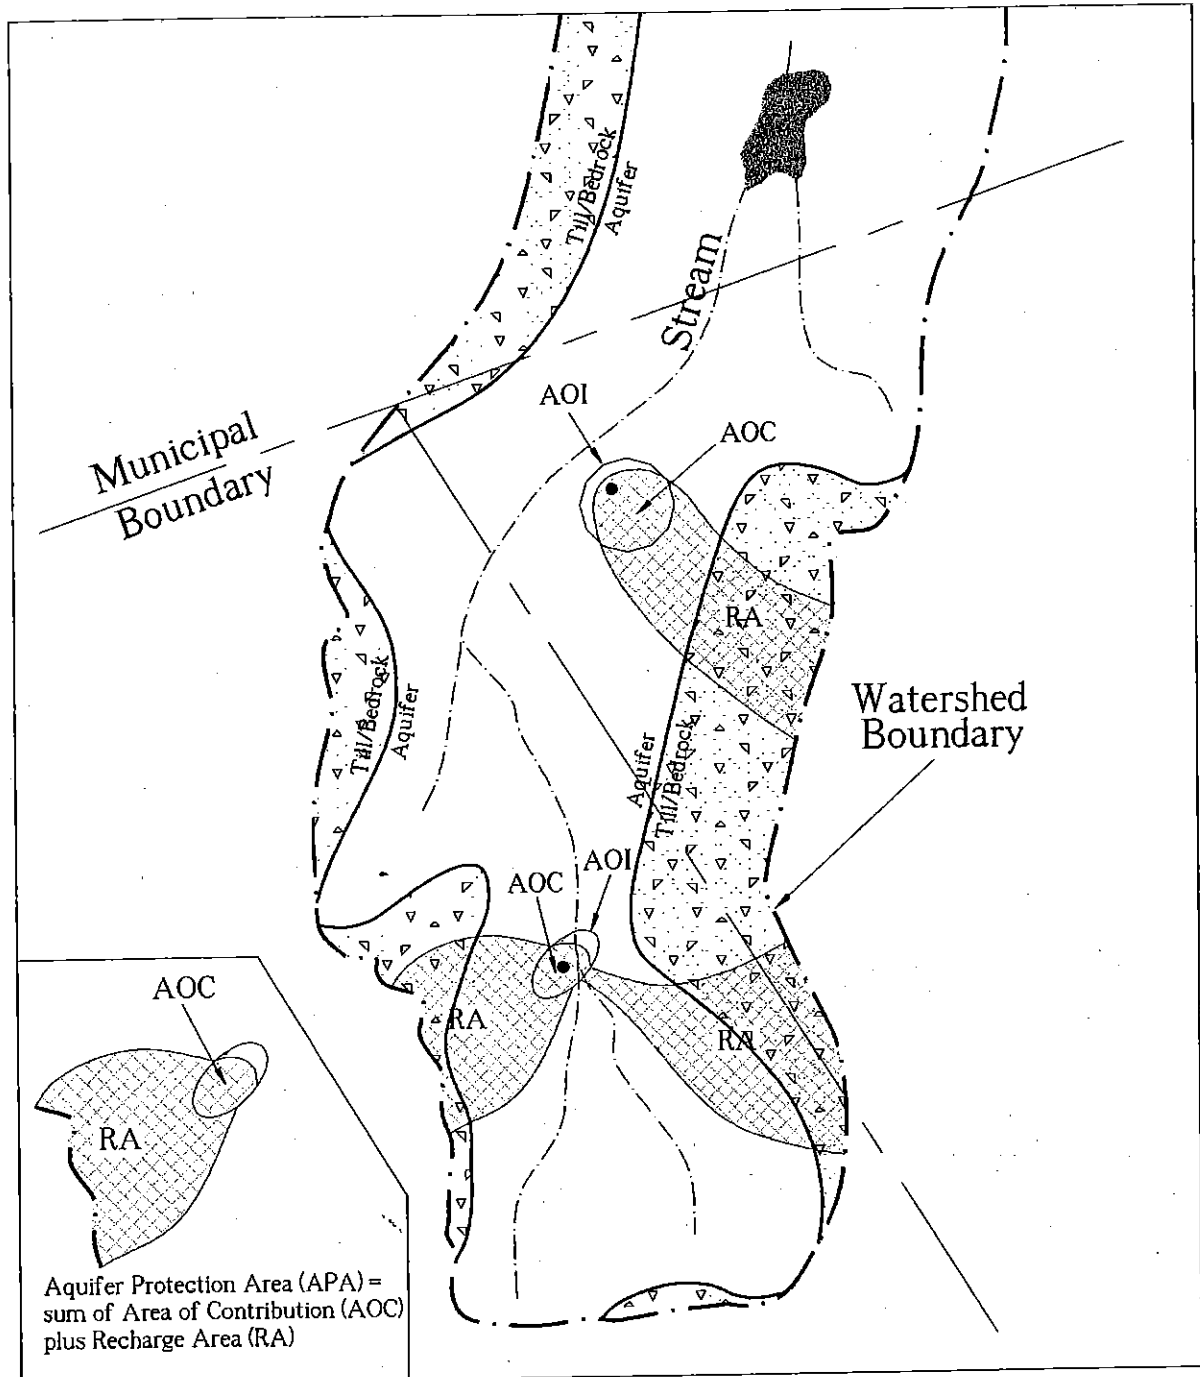 Till/Bedrock
Aquifer
Stream
AOI
AOC
Municipal
Boundary
RA
Till/Bedrock
Aquifer
Watershed
Boundary
Aquifer
Till/Bedrock
AOI
AOC
RA
RA
AOC
RA
Aquifer Protection Area (APA) =
sum of Area of Contribution (AOC)
plus Recharge Area (RA)